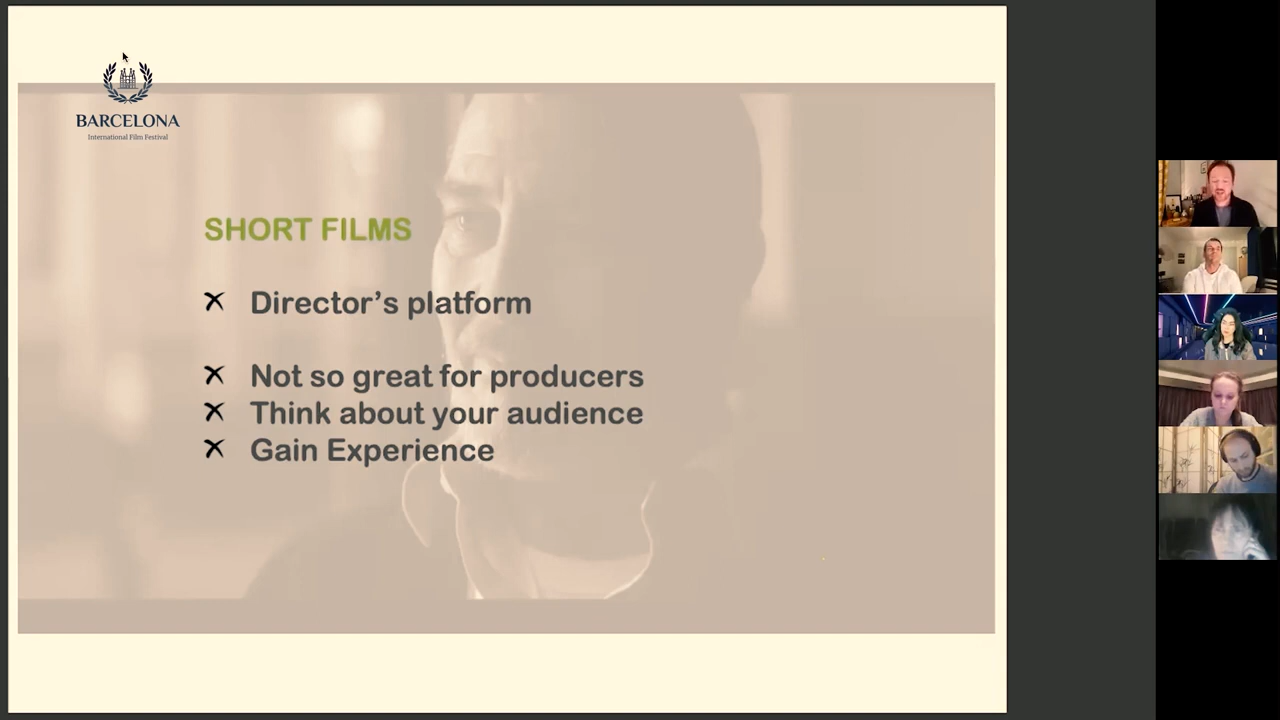 BARCELONA
International Film Festival
SHORT FILMS
Director’s platform
Not so great for producers
Think about your audience
Gain Experience